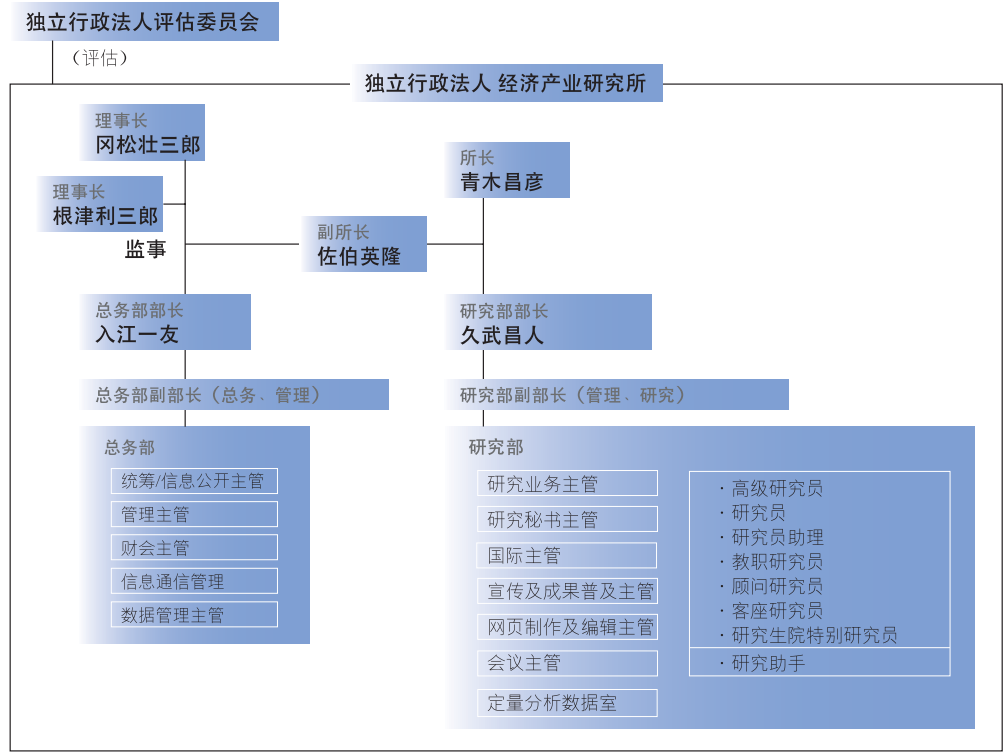 独立行政法人评估委员会
（评估）
独立行政法人 经济产业研究所
理事长
冈松壮三郎
理事长
根津利三郎
监事
所长
青木昌彦
副所长
佐伯英隆
总务部部长
入江一友
研究部部长
久武昌人
总务部副部长（总务、管理）
研究部副部长（管理、研究）
总务部
统筹/信息公开主管
管理主管
财会主管
信息通信管理
数据管理主管
研究部
研究业务主管
研究秘书主管
国际主管
宣传及成果普及主管
网页制作及编辑主管
会议主管
定量分析数据室
·高级研究员
·研究员
·研究员助理
·教职研究员
·顾问研究员
·客座研究员
·研究生院特别研究员
·研究助手